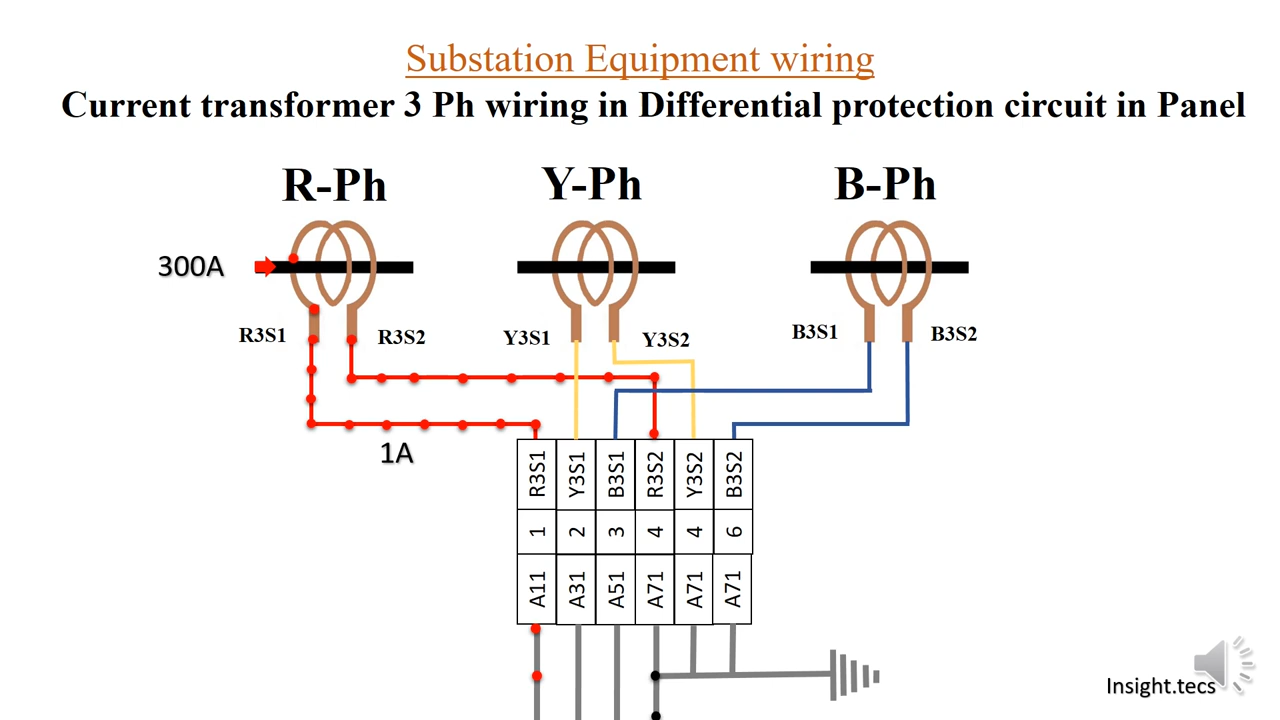 Substation Equipment wiring
Current transformer 3 Ph wiring in Differential protection circuit in Panel
R-Ph Y-Ph B-Ph
300A
R3S1 R3S2 Y3S1 Y3S2 B3S1 B3S2
1A
R3S1 Y3S1 B3S1 R3S2 Y3S2 B3S2
1 2 3 4 4 6
A11 A31 A51 A71 A71 A71
Insight.tecs